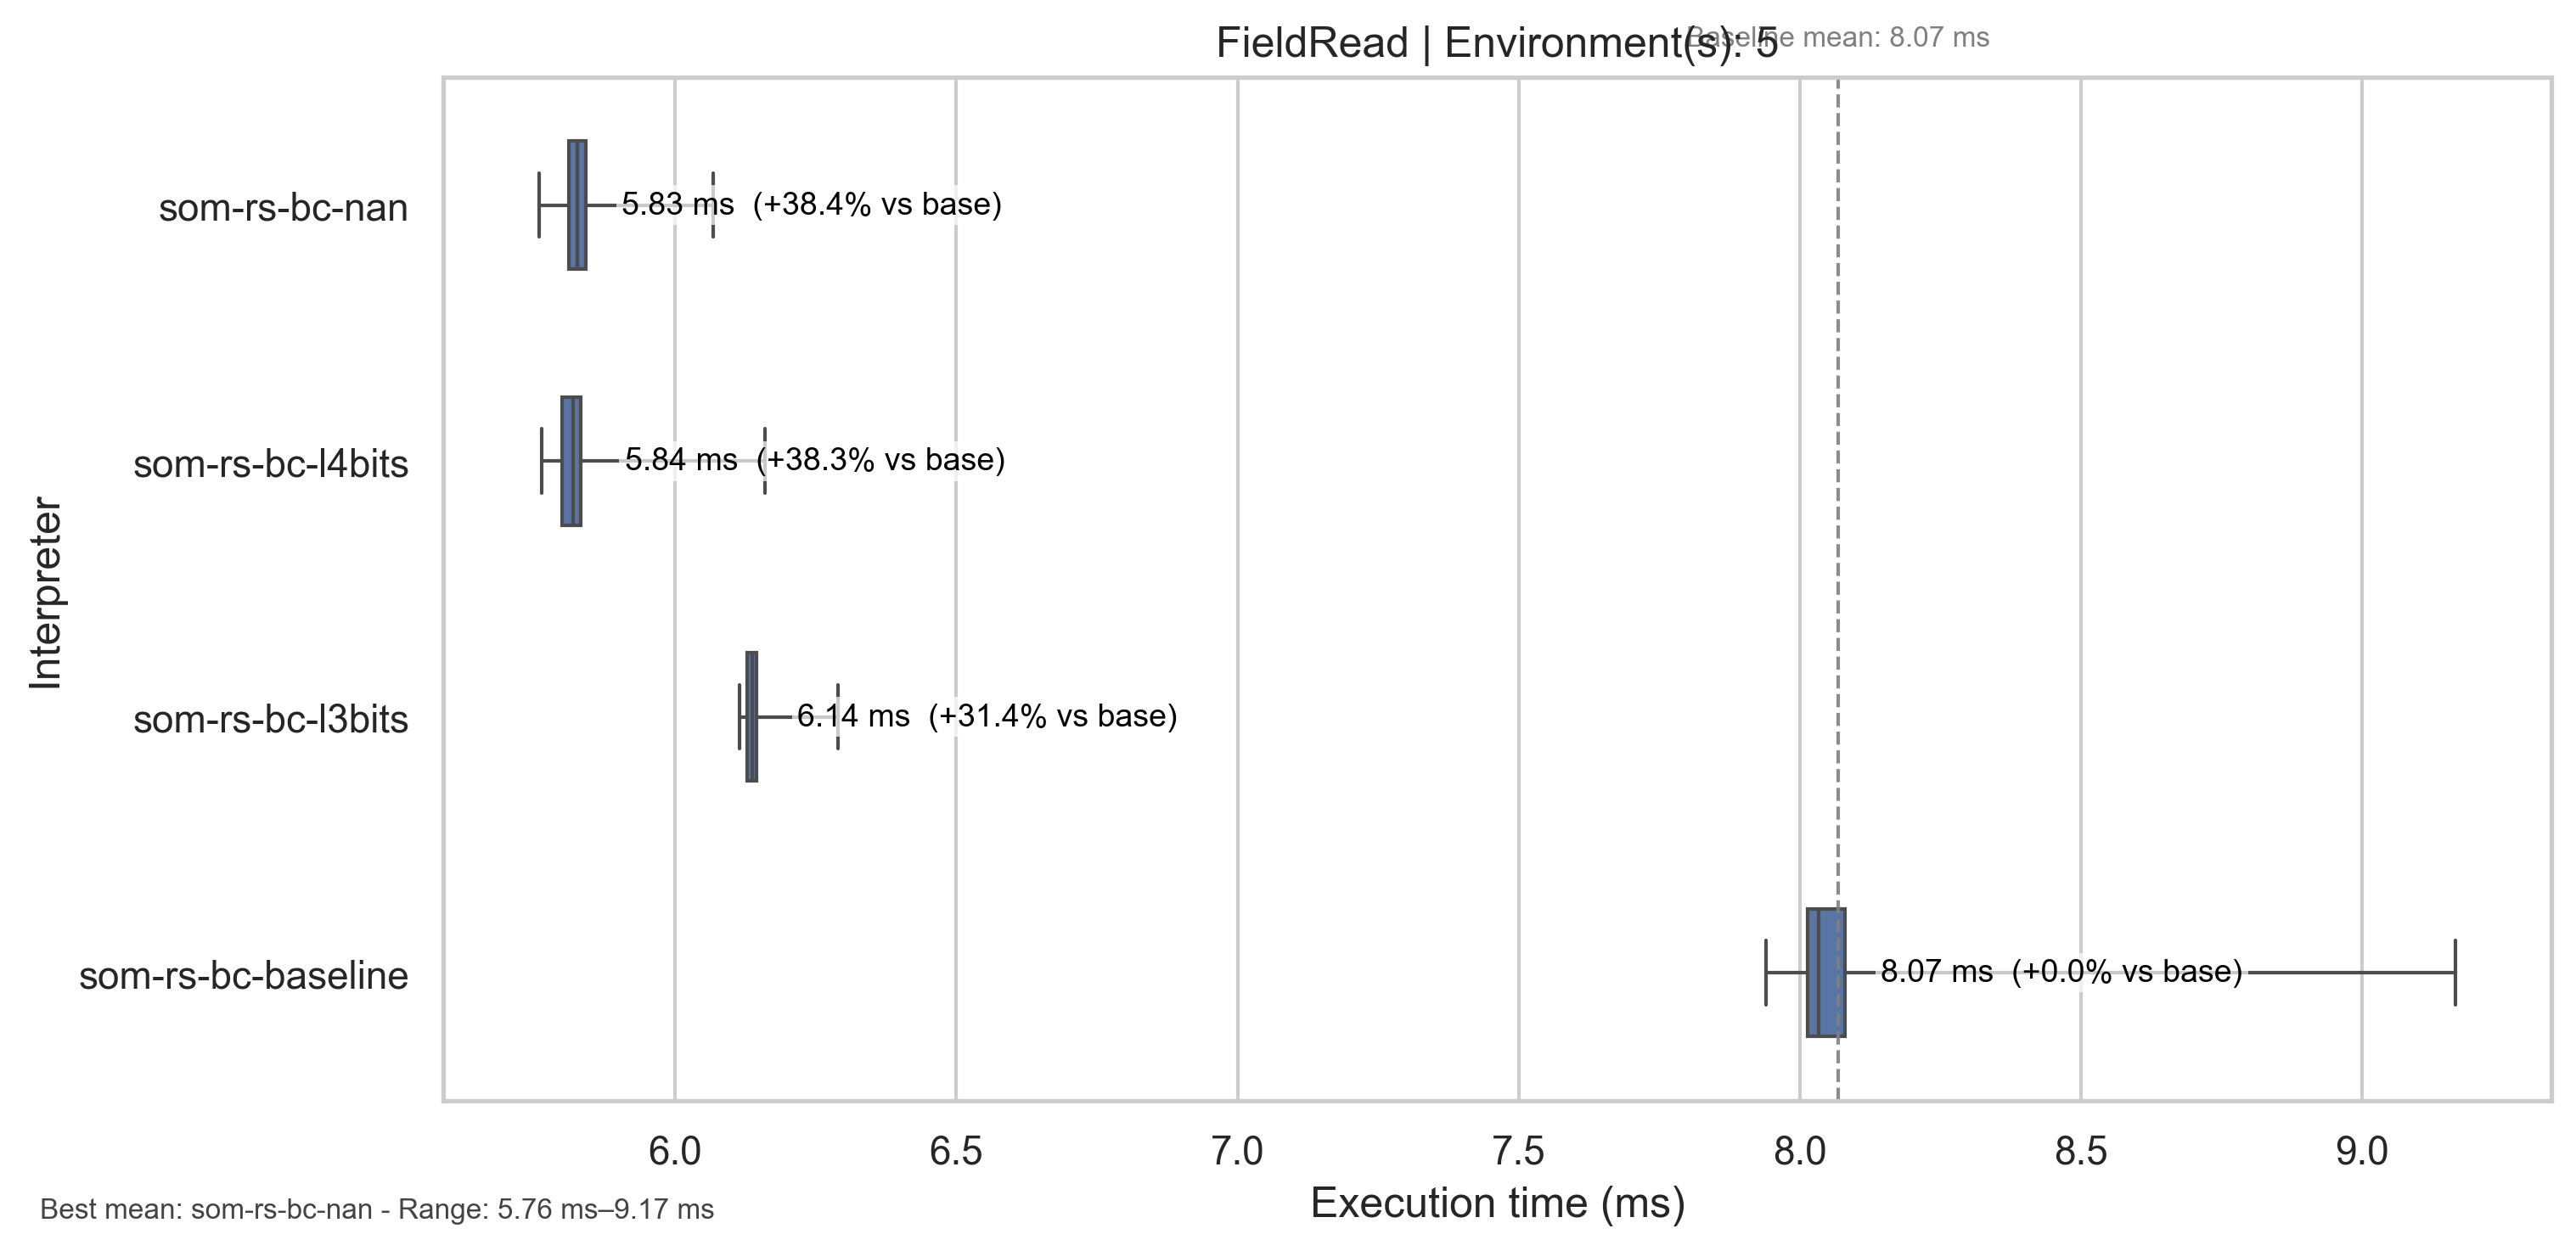 FieldRead | Environment(s): 5
Baseline mean: 8.07 ms
Interpreter
som-rs-bc-nan
5.83 ms (+38.4% vs base)
som-rs-bc-l4bits
5.84 ms (+38.3% vs base)
som-rs-bc-l3bits
6.14 ms (+31.4% vs base)
som-rs-bc-baseline
8.07 ms (+0.0% vs base)
6.0 6.5 7.0 7.5 8.0 8.5 9.0
Execution time (ms)
Best mean: som-rs-bc-nan - Range: 5.76 ms–9.17 ms